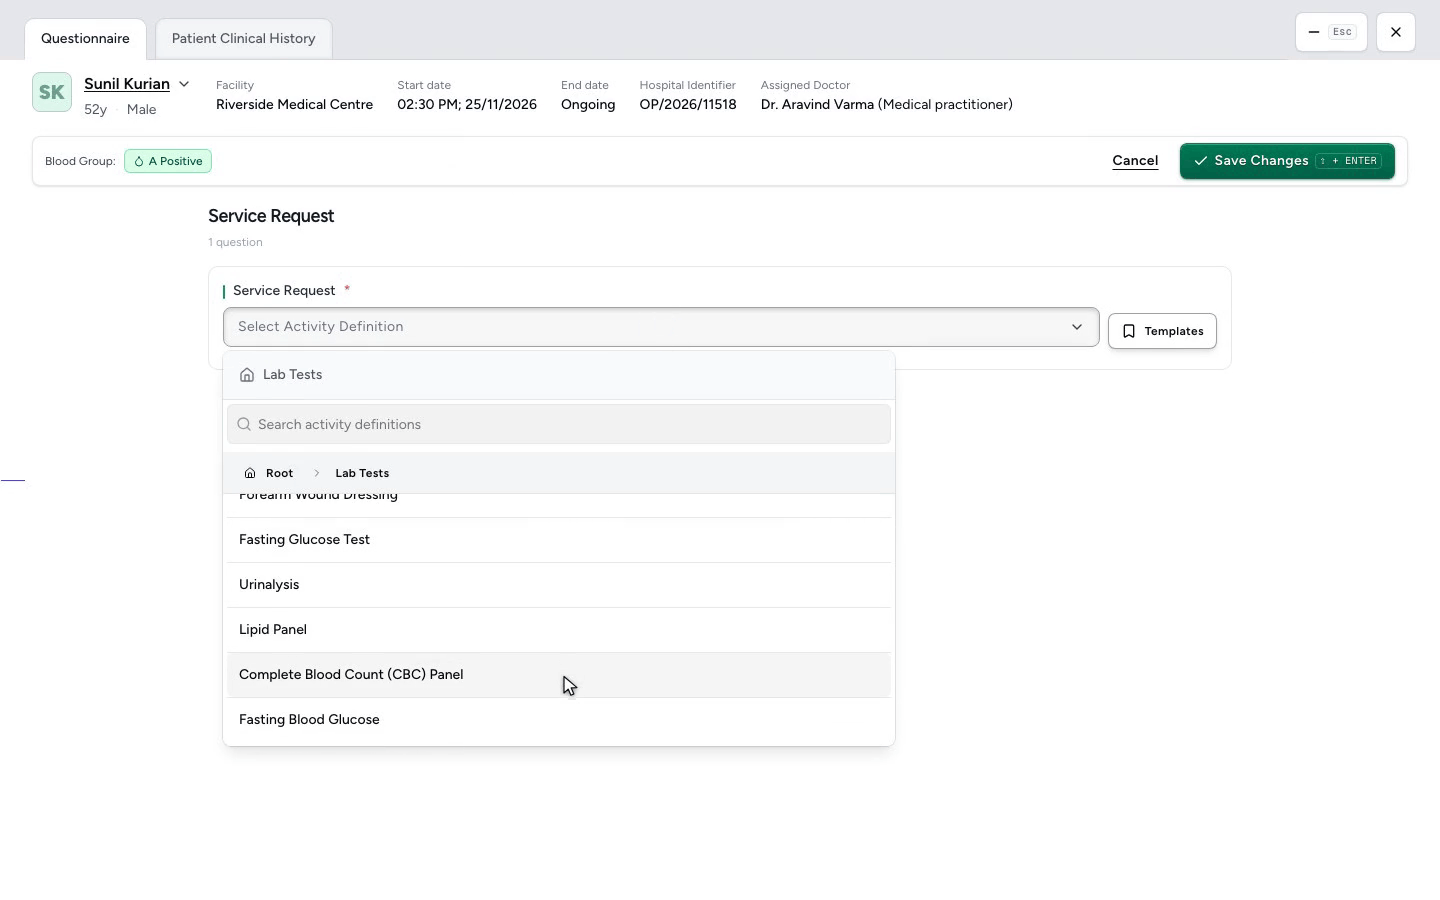 Questionnaire
Patient Clinical History
Esc
SK
Sunil Kurian
52y · Male
Facility
Riverside Medical Centre
Start date
02:30 PM; 25/11/2026
End date
Ongoing
Hospital Identifier
OP/2026/11518
Assigned Doctor
Dr. Aravind Varma (Medical practitioner)
Blood Group:
A Positive
Cancel
Save Changes
⇧ + ENTER
Service Request
1 question
Service Request *
Select Activity Definition
Templates
Lab Tests
Search activity definitions
Root > Lab Tests
Forearm Wound Dressing
Fasting Glucose Test
Urinalysis
Lipid Panel
Complete Blood Count (CBC) Panel
Fasting Blood Glucose